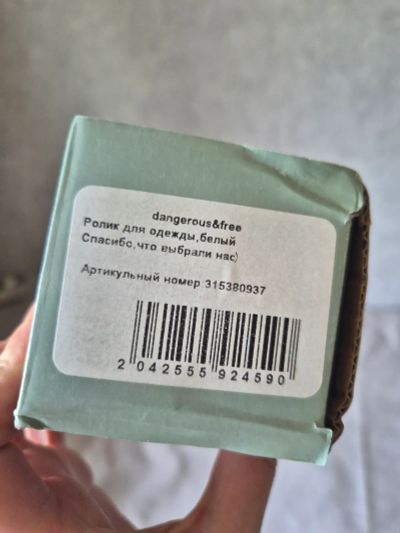 dangerous&free
Ролик для одежды,белый
Спасибо,что выбрали нас)
Артикульный номер:315380937
2 042555 924590